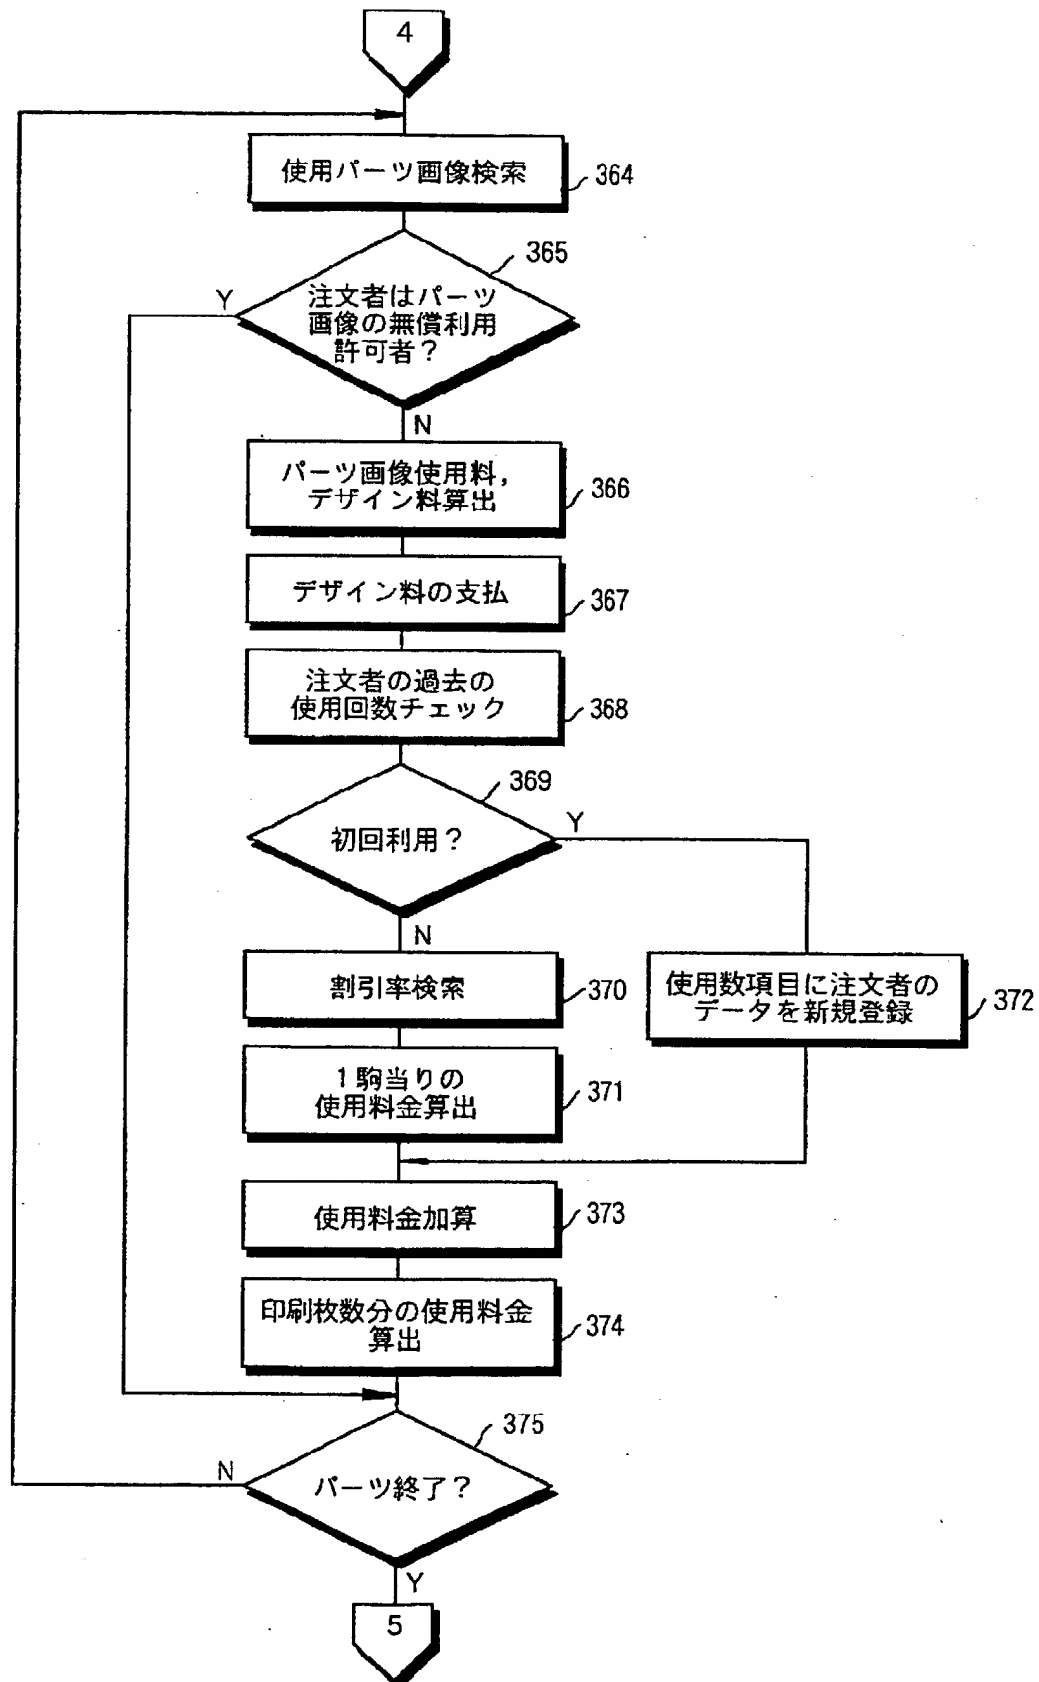 4
使用パーツ画像検索
364
365
Y
注文者はパーツ
画像の無償利用
許可者？
N
パーツ画像使用料，
デザイン料算出
366
デザイン料の支払
367
注文者の過去の
使用回数チェック
368
369
初回利用？
Y
N
割引率検索
370
使用数項目に注文者の
データを新規登録
372
1駒当りの
使用料金算出
371
使用料金加算
373
印刷枚数分の使用料金
算出
374
375
N
パーツ終了？
Y
5